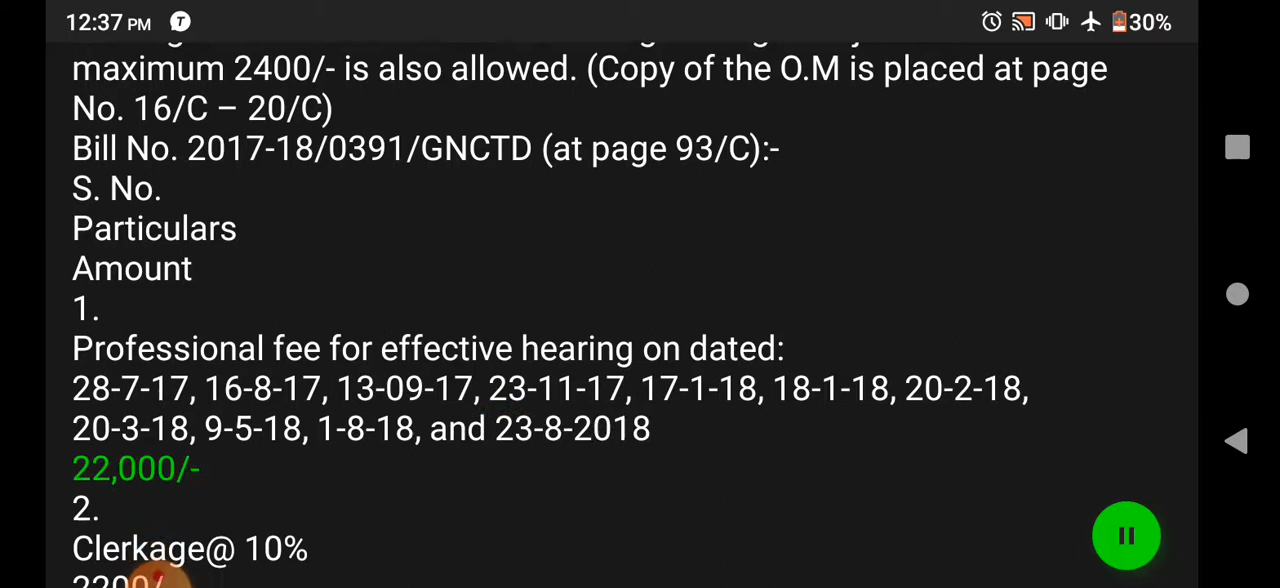 12:37 PM T 30%
maximum 2400/- is also allowed. (Copy of the O.M is placed at page
No. 16/C – 20/C)
Bill No. 2017-18/0391/GNCTD (at page 93/C):-
S. No.
Particulars
Amount
1.
Professional fee for effective hearing on dated:
28-7-17, 16-8-17, 13-09-17, 23-11-17, 17-1-18, 18-1-18, 20-2-18,
20-3-18, 9-5-18, 1-8-18, and 23-8-2018
22,000/-
2.
Clerkage@ 10%
2200/